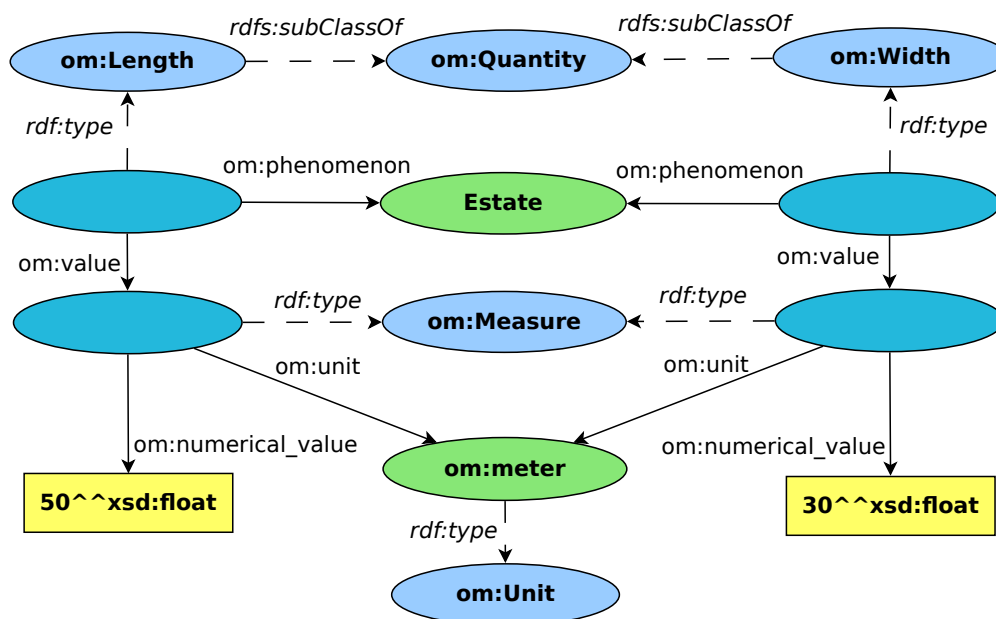 rdfs:subClassOf
rdfs:subClassOf
om:Length
om:Quantity
om:Width
rdf:type
rdf:type
om:phenomenon
om:phenomenon
Estate
om:value
om:value
rdf:type
rdf:type
om:Measure
om:unit
om:unit
om:numerical_value
om:numerical_value
om:meter
50^^xsd:float
30^^xsd:float
rdf:type
om:Unit